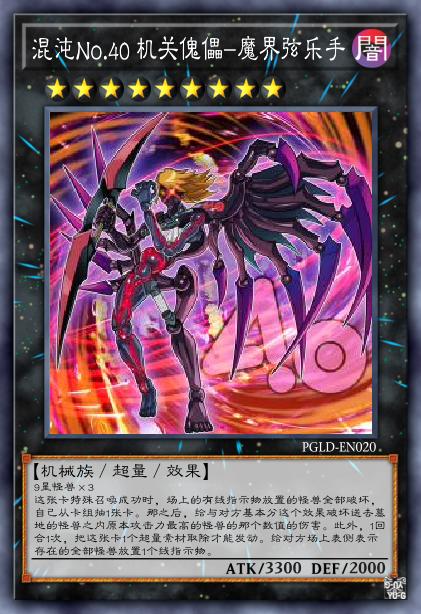 混沌No.40 机关傀儡-魔界弦乐手
闇
40
PGLD-EN020
【机械族／超量／效果】
9星怪兽×3
这张卡特殊召唤成功时，场上的有线指示物放置的怪兽全部破坏，
自己从卡组抽1张卡。那之后，给与对方基本分这个效果破坏送去墓
地的怪兽之内原本攻击力最高的怪兽的那个数值的伤害。此外，1回
合1次，把这张卡1个超量素材取除才能发动。给对方场上表侧表示
存在的全部怪兽放置1个线指示物。
ATK/3300 DEF/2000